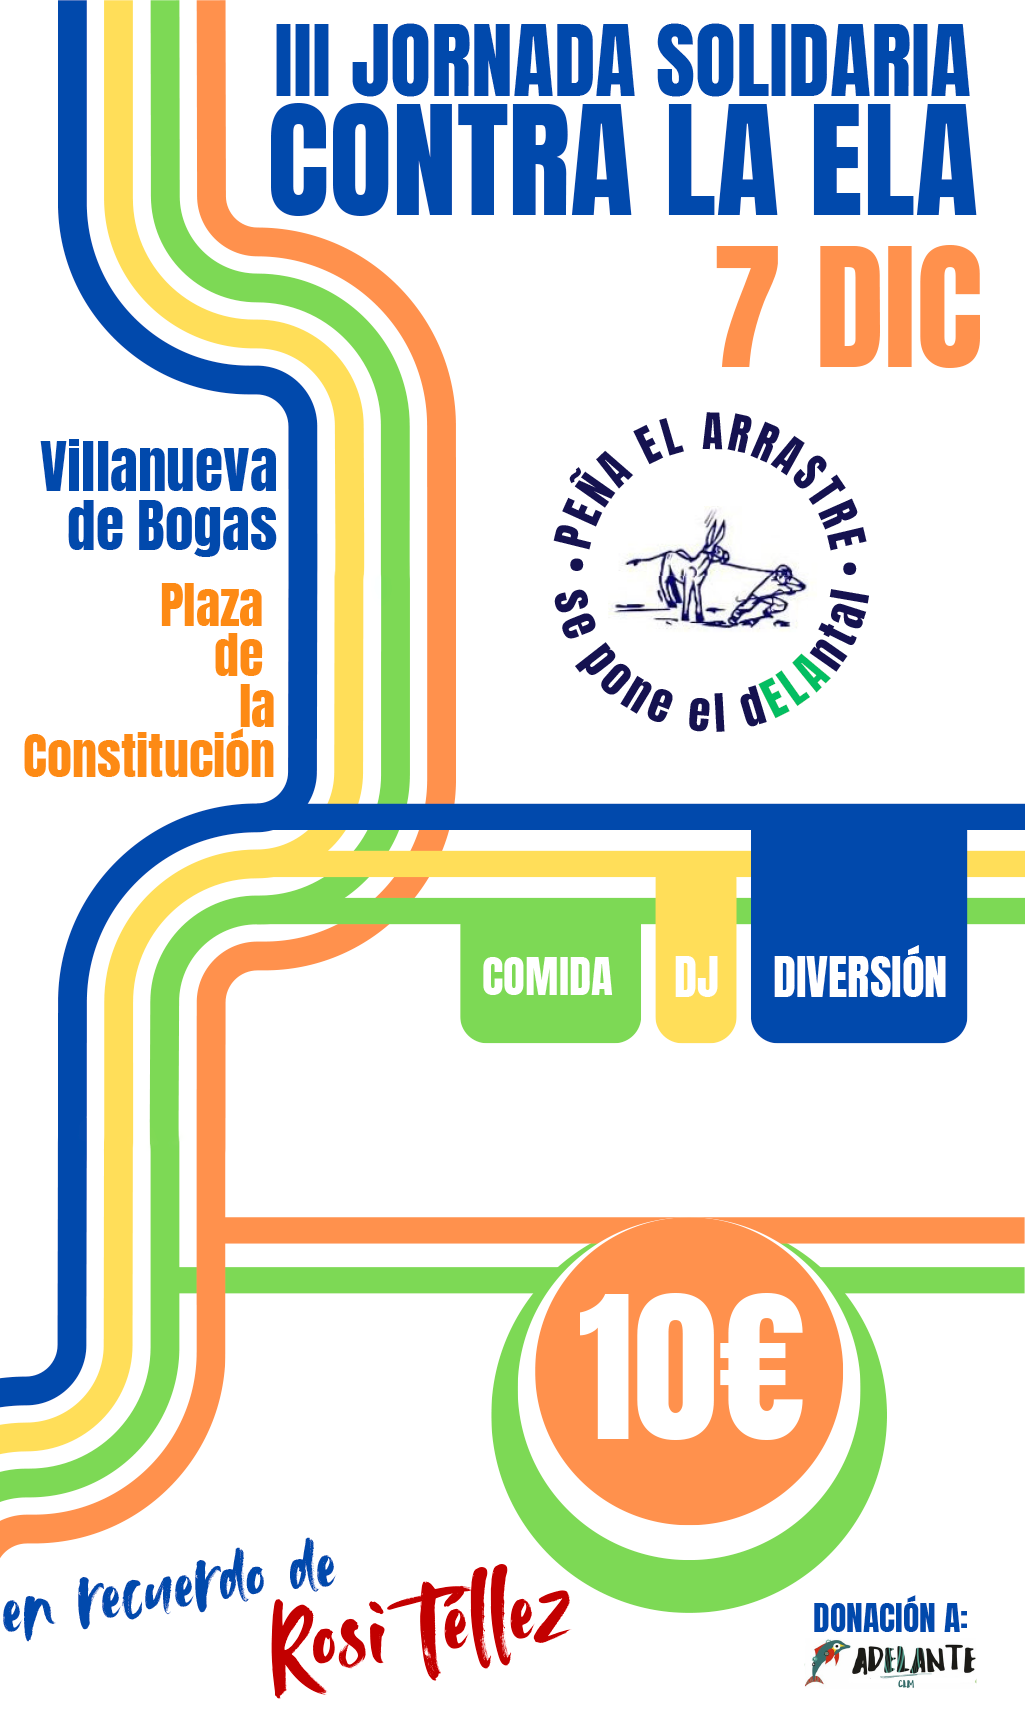 III JORNADA SOLIDARIA
CONTRA LA ELA
7 DIC
Villanueva
de Bogas
Plaza
de
la
Constitución
• PEÑA EL ARRASTRE •
se pone el dELAntal
COMIDA
DJ
DIVERSIÓN
10€
en recuerdo de
Rosi Téllez
DONACIÓN A:
ADELANTE
CLM